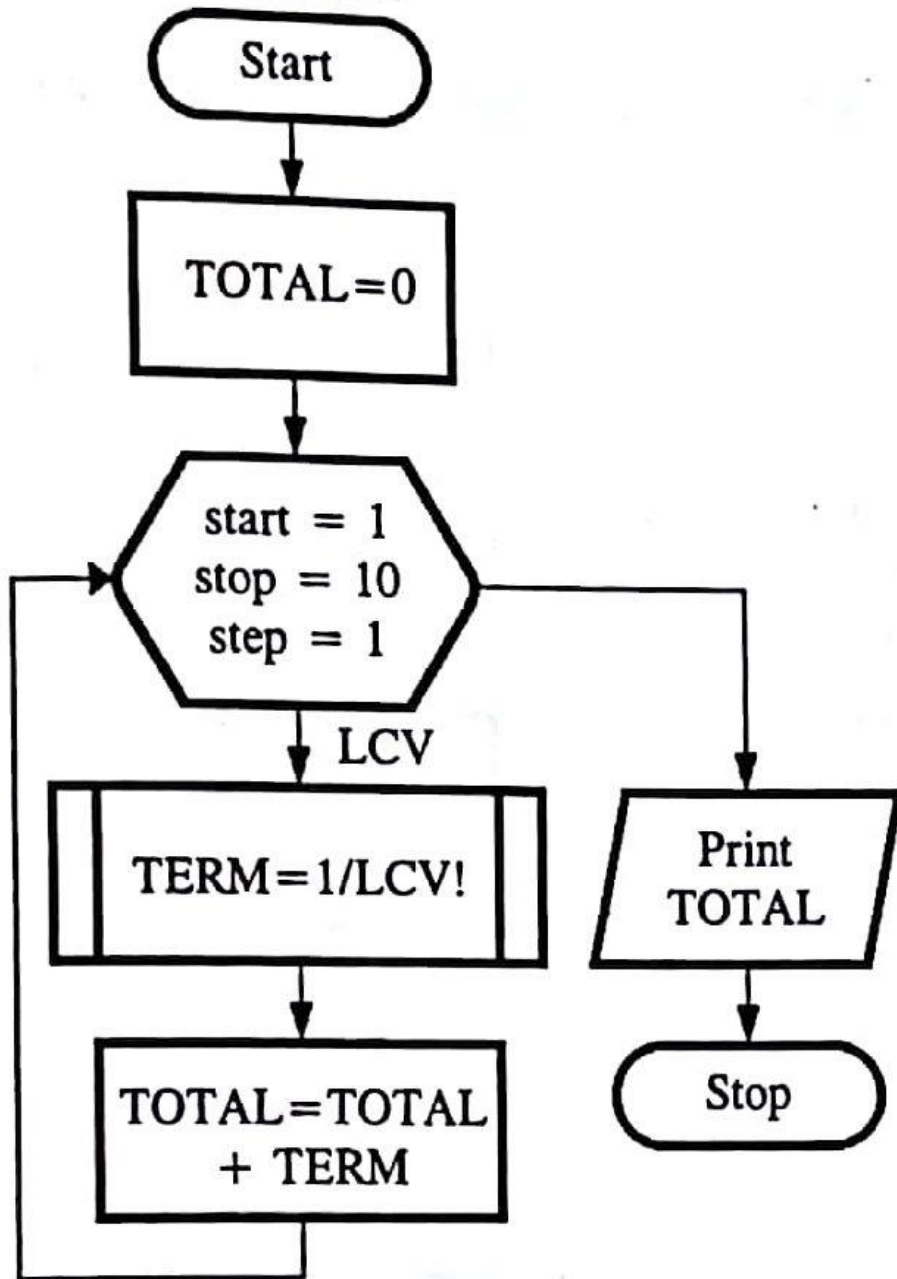 Start
TOTAL=0
start = 1
stop = 10
step = 1
LCV
TERM=1/LCV!
TOTAL=TOTAL
+ TERM
Print
TOTAL
Stop